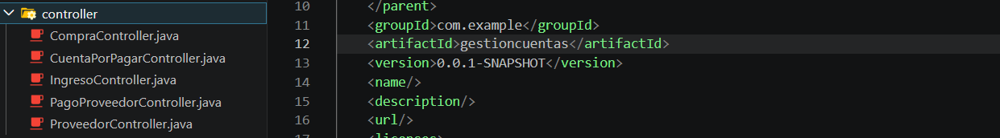 controller
CompraController.java
CuentaPorPagarController.java
IngresoController.java
PagoProveedorController.java
ProveedorController.java
10 </parent>
11 <groupId>com.example</groupId>
12 <artifactId>gestioncuentas</artifactId>
13 <version>0.0.1-SNAPSHOT</version>
14 <name/>
15 <description/>
16 <url/>
17 <licenses>